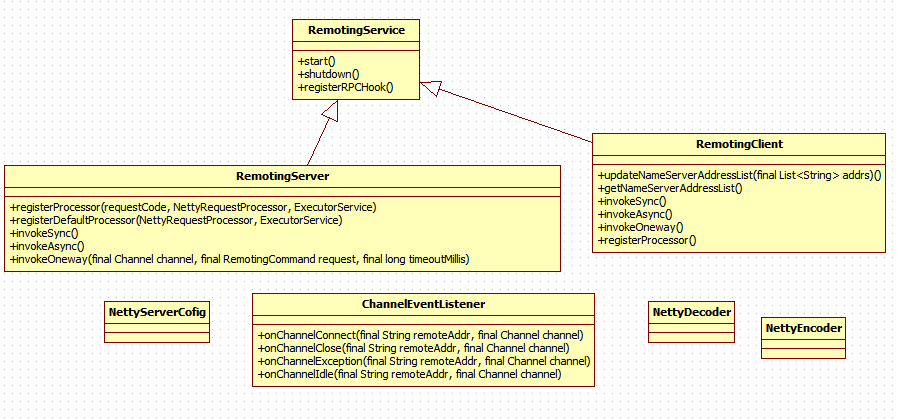 RemotingService
+start()
+shutdown()
+registerRPCHook()
RemotingClient
+updateNameServerAddressList(final List<String> addrs)()
+getNameServerAddressList()
+invokeSync()
+invokeAsync()
+invokeOneway()
+registerProcessor()
RemotingServer
+registerProcessor(requestCode, NettyRequestProcessor, ExecutorService)
+registerDefaultProcessor(NettyRequestProcessor, ExecutorService)
+invokeSync()
+invokeAsync()
+invokeOneway(final Channel channel, final RemotingCommand request, final long timeoutMillis)
NettyServerCofig
ChannelEventListener
+onChannelConnect(final String remoteAddr, final Channel channel)
+onChannelClose(final String remoteAddr, final Channel channel)
+onChannelException(final String remoteAddr, final Channel channel)
+onChannelIdle(final String remoteAddr, final Channel channel)
NettyDecoder
NettyEncoder